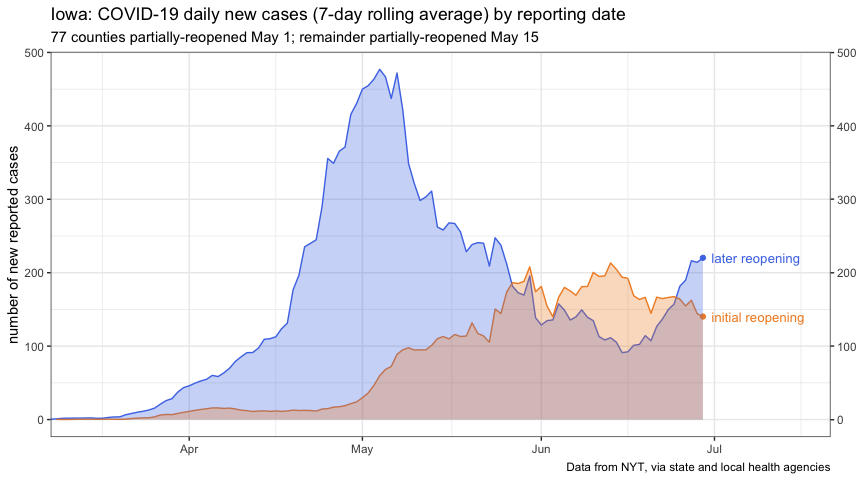 Iowa: COVID-19 daily new cases (7-day rolling average) by reporting date
77 counties partially-reopened May 1; remainder partially-reopened May 15
number of new reported cases
500
400
300
200
100
0
500
400
300
200
100
0
later reopening
initial reopening
Apr
May
Jun
Jul
Data from NYT, via state and local health agencies